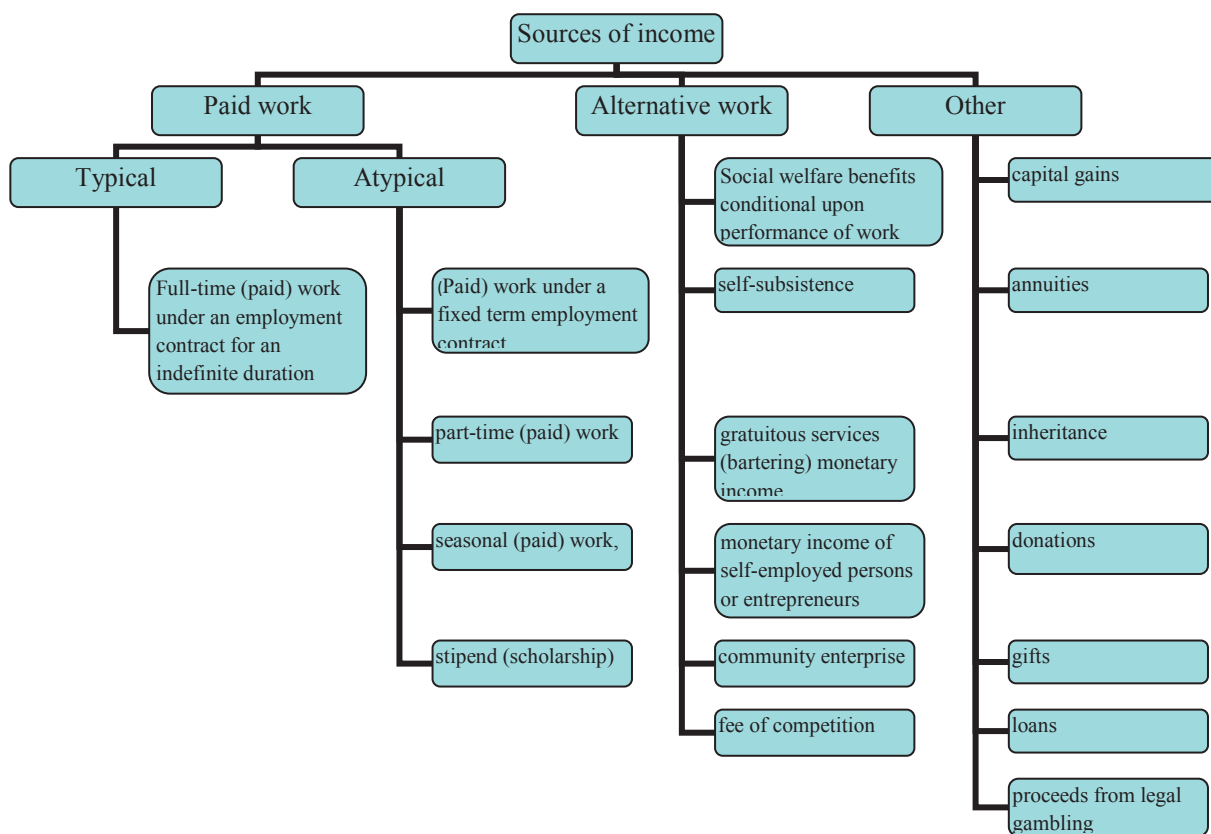 Sources of income
Paid work
Alternative work
Other
Typical
Atypical
Full-time (paid) work
under an employment
contract for an
indefinite duration
(Paid) work under a
fixed term employment
contract
part-time (paid) work
seasonal (paid) work,
stipend (scholarship)
Social welfare benefits
conditional upon
performance of work
self-subsistence
gratuitous services
(bartering) monetary
income
monetary income of
self-employed persons
or entrepreneurs
community enterprise
fee of competition
capital gains
annuities
inheritance
donations
gifts
loans
proceeds from legal
gambling